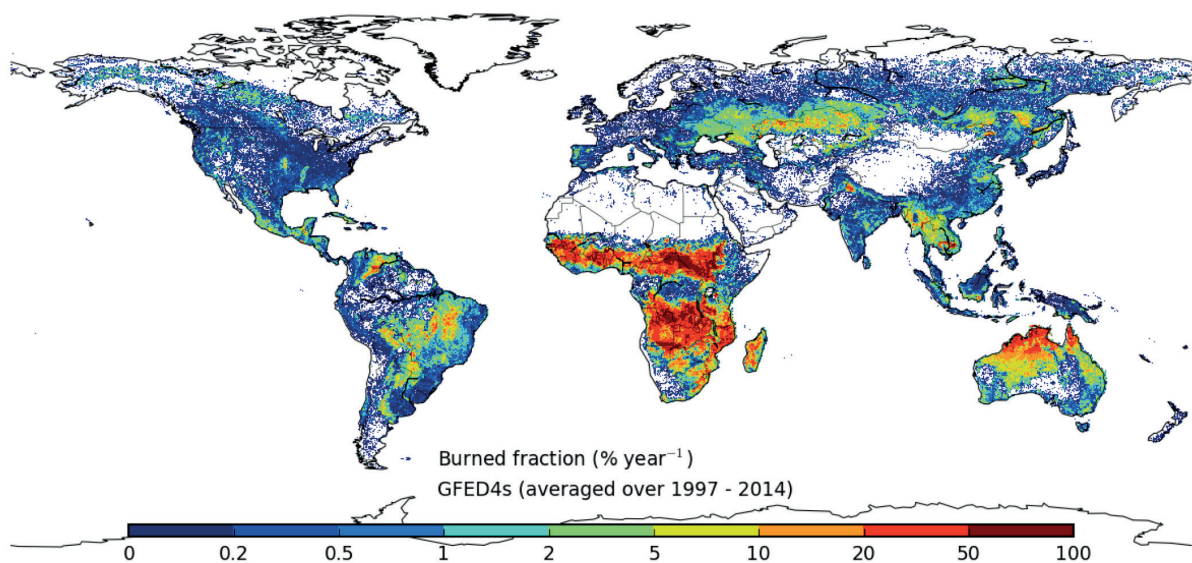 Burned fraction (% year⁻¹)
GFED4s (averaged over 1997 - 2014)
0 0.2 0.5 1 2 5 10 20 50 100